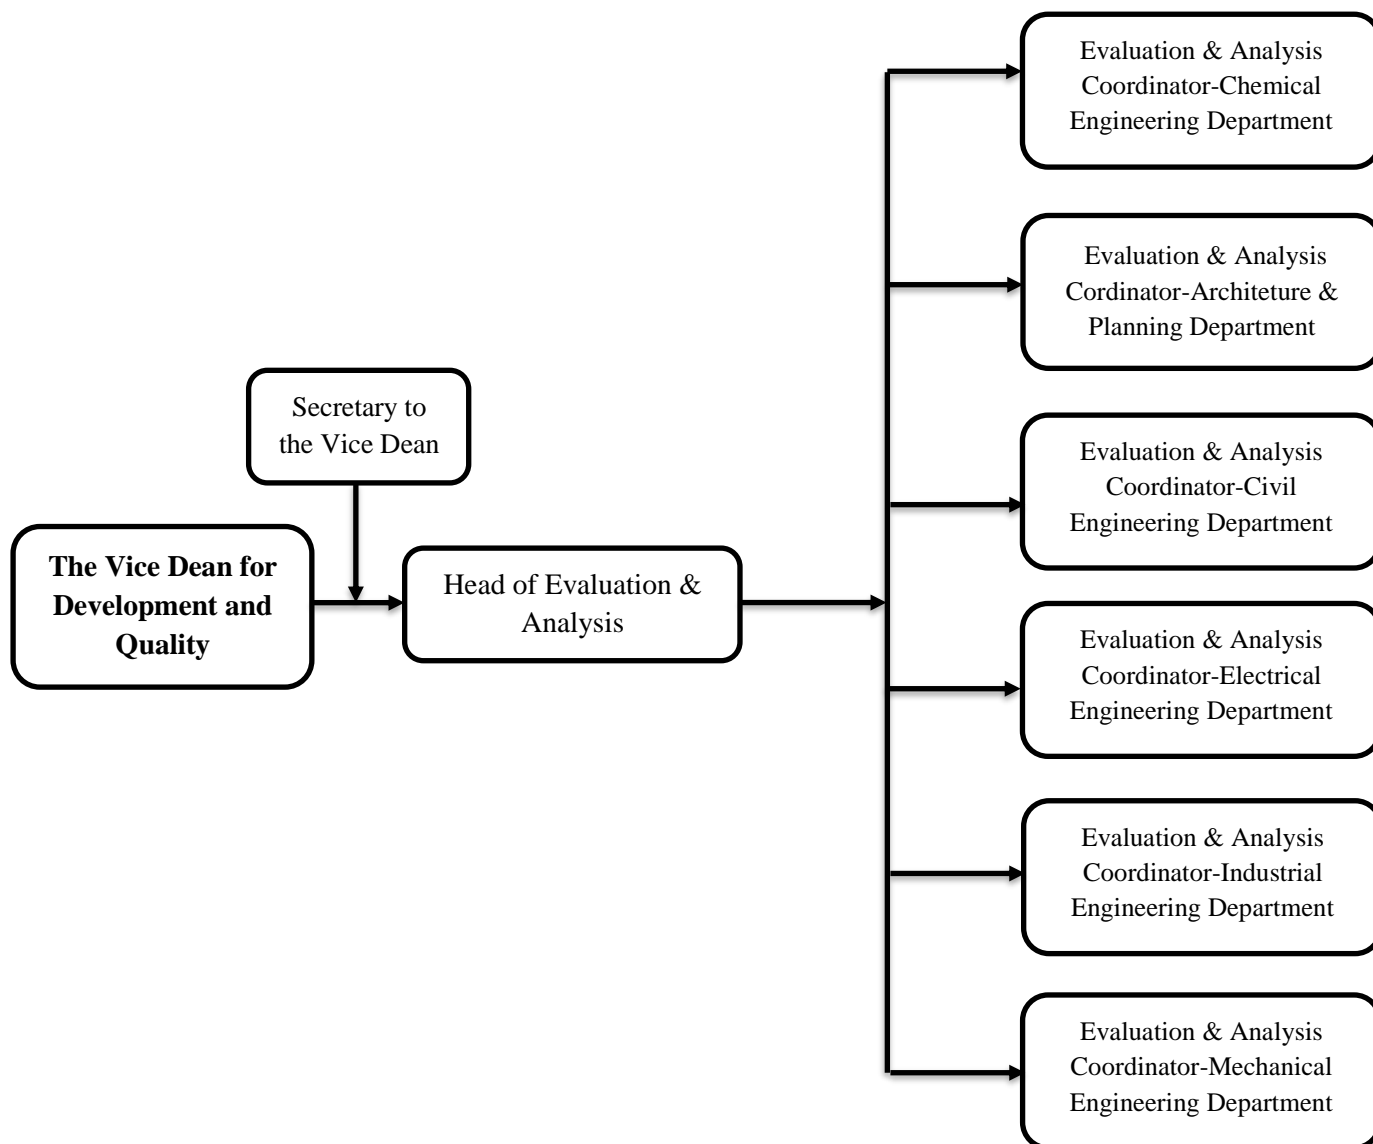 Evaluation & Analysis
Coordinator-Chemical
Engineering Department
Evaluation & Analysis
Cordinator-Architeture &
Planning Department
Secretary to
the Vice Dean
Evaluation & Analysis
Coordinator-Civil
Engineering Department
The Vice Dean for
Development and
Quality
Head of Evaluation &
Analysis
Evaluation & Analysis
Coordinator-Electrical
Engineering Department
Evaluation & Analysis
Coordinator-Industrial
Engineering Department
Evaluation & Analysis
Coordinator-Mechanical
Engineering Department